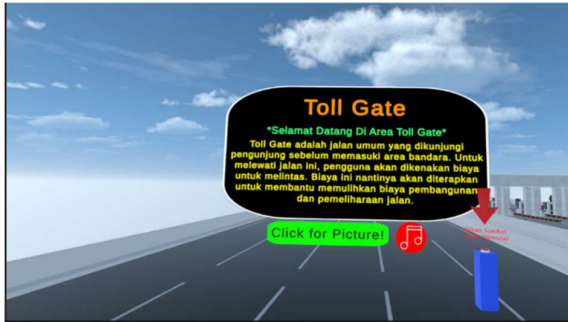 Toll Gate
*Selamat Datang Di Area Toll Gate*
Toll Gate adalah jalan umum yang dikunjungi
pengunjung sebelum memasuki area bandara. Untuk
melewati jalan ini, pengguna akan dikenakan biaya
untuk melintas. Biaya ini nantinya akan diterapkan
untuk membantu memulihkan biaya pembangunan
dan pemeliharaan jalan.
Click for Picture!